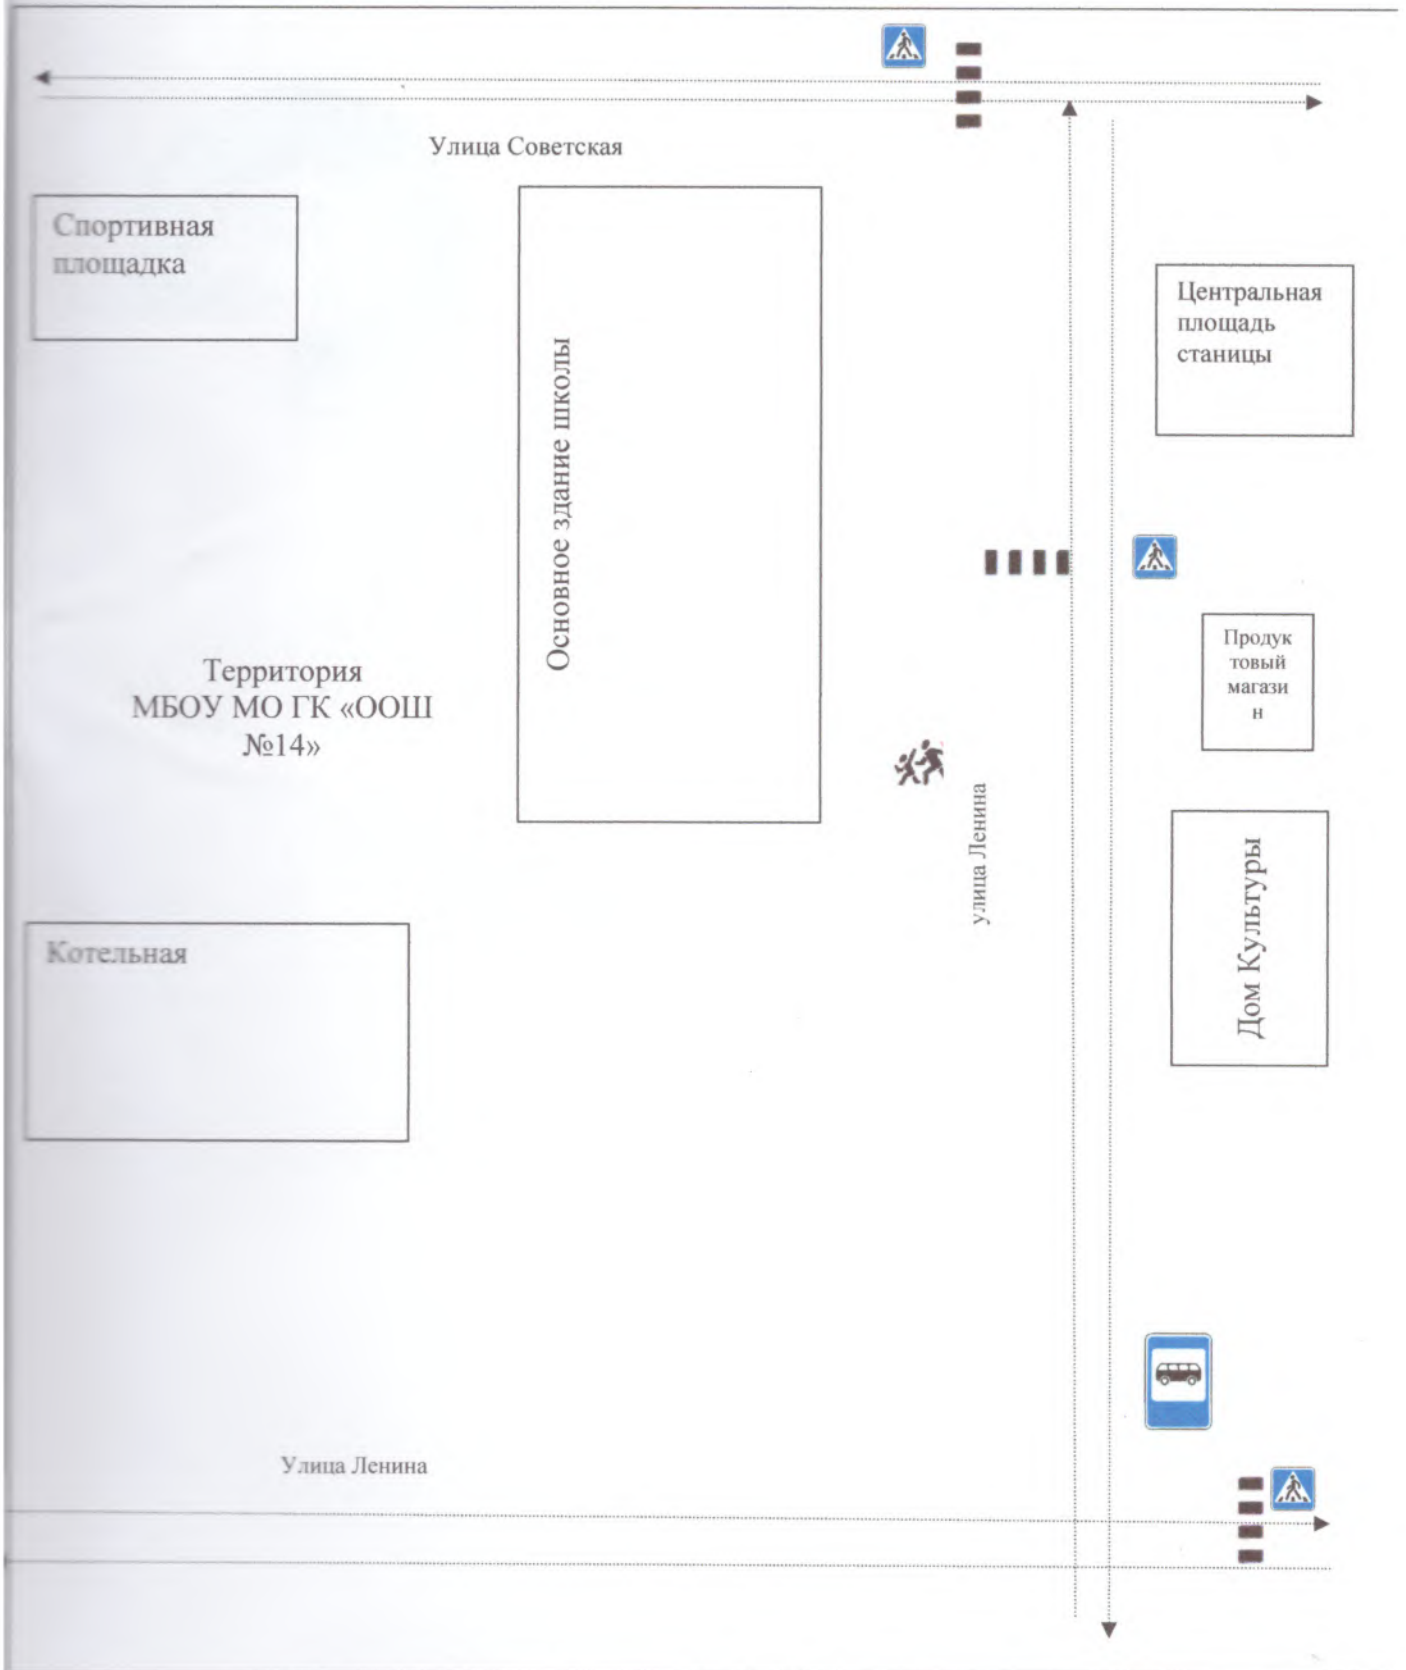 Улица Советская
Спортивная
площадка
Центральная
площадь
станицы
Основное здание школы
Продук
товый
магази
н
Территория
МБОУ МО ГК «ООШ
№14»
улица Ленина
Дом Культуры
Котельная
Улица Ленина